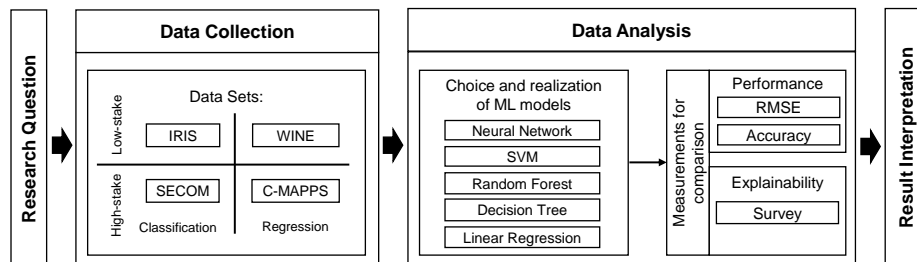 Research Question
Data Collection
Data Sets:
Low-stake
IRIS
WINE
High-stake
SECOM
C-MAPPS
Classification
Regression
Data Analysis
Choice and realization
of ML models
Neural Network
SVM
Random Forest
Decision Tree
Linear Regression
Measurements for
comparison
Performance
RMSE
Accuracy
Explainability
Survey
Result Interpretation